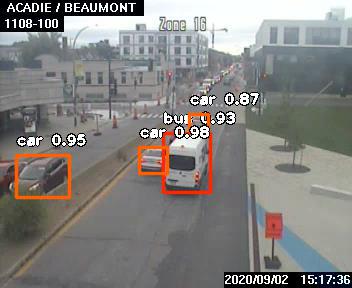 ACADIE / BEAUMONT
1108-100
Zone 16
car 0.87
bus 0.93
car 0.98
car 0.95
2020/09/02 15:17:36